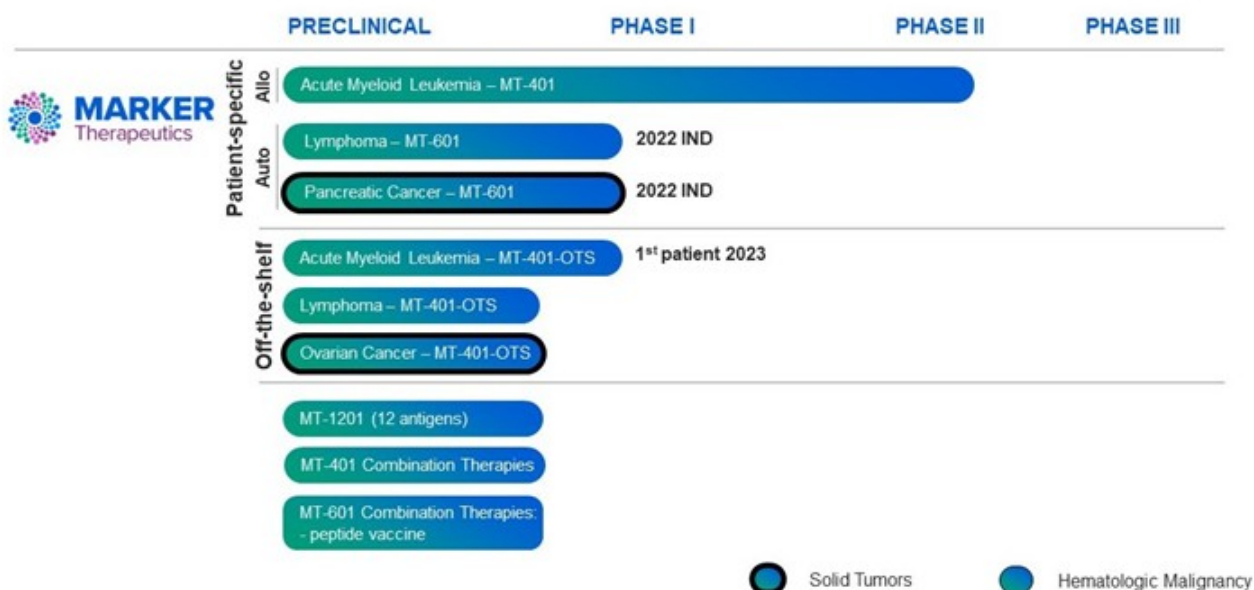 PRECLINICAL PHASE I PHASE II PHASE III
MARKER
Therapeutics
Patient-specific
Allo
Acute Myeloid Leukemia – MT-401
Auto
Lymphoma – MT-601 2022 IND
Pancreatic Cancer – MT-601 2022 IND
Off-the-shelf
Acute Myeloid Leukemia – MT-401-OTS 1st patient 2023
Lymphoma – MT-401-OTS
Ovarian Cancer – MT-401-OTS
MT-1201 (12 antigens)
MT-401 Combination Therapies
MT-601 Combination Therapies:
- peptide vaccine
Solid Tumors Hematologic Malignancy